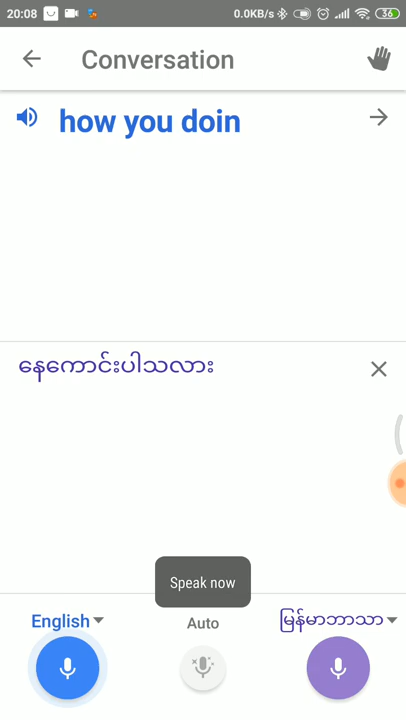 20:08 0.0KB/s 36
Conversation
how you doin
နေကောင်းပါသလား
Speak now
English Auto မြန်မာဘာသာ